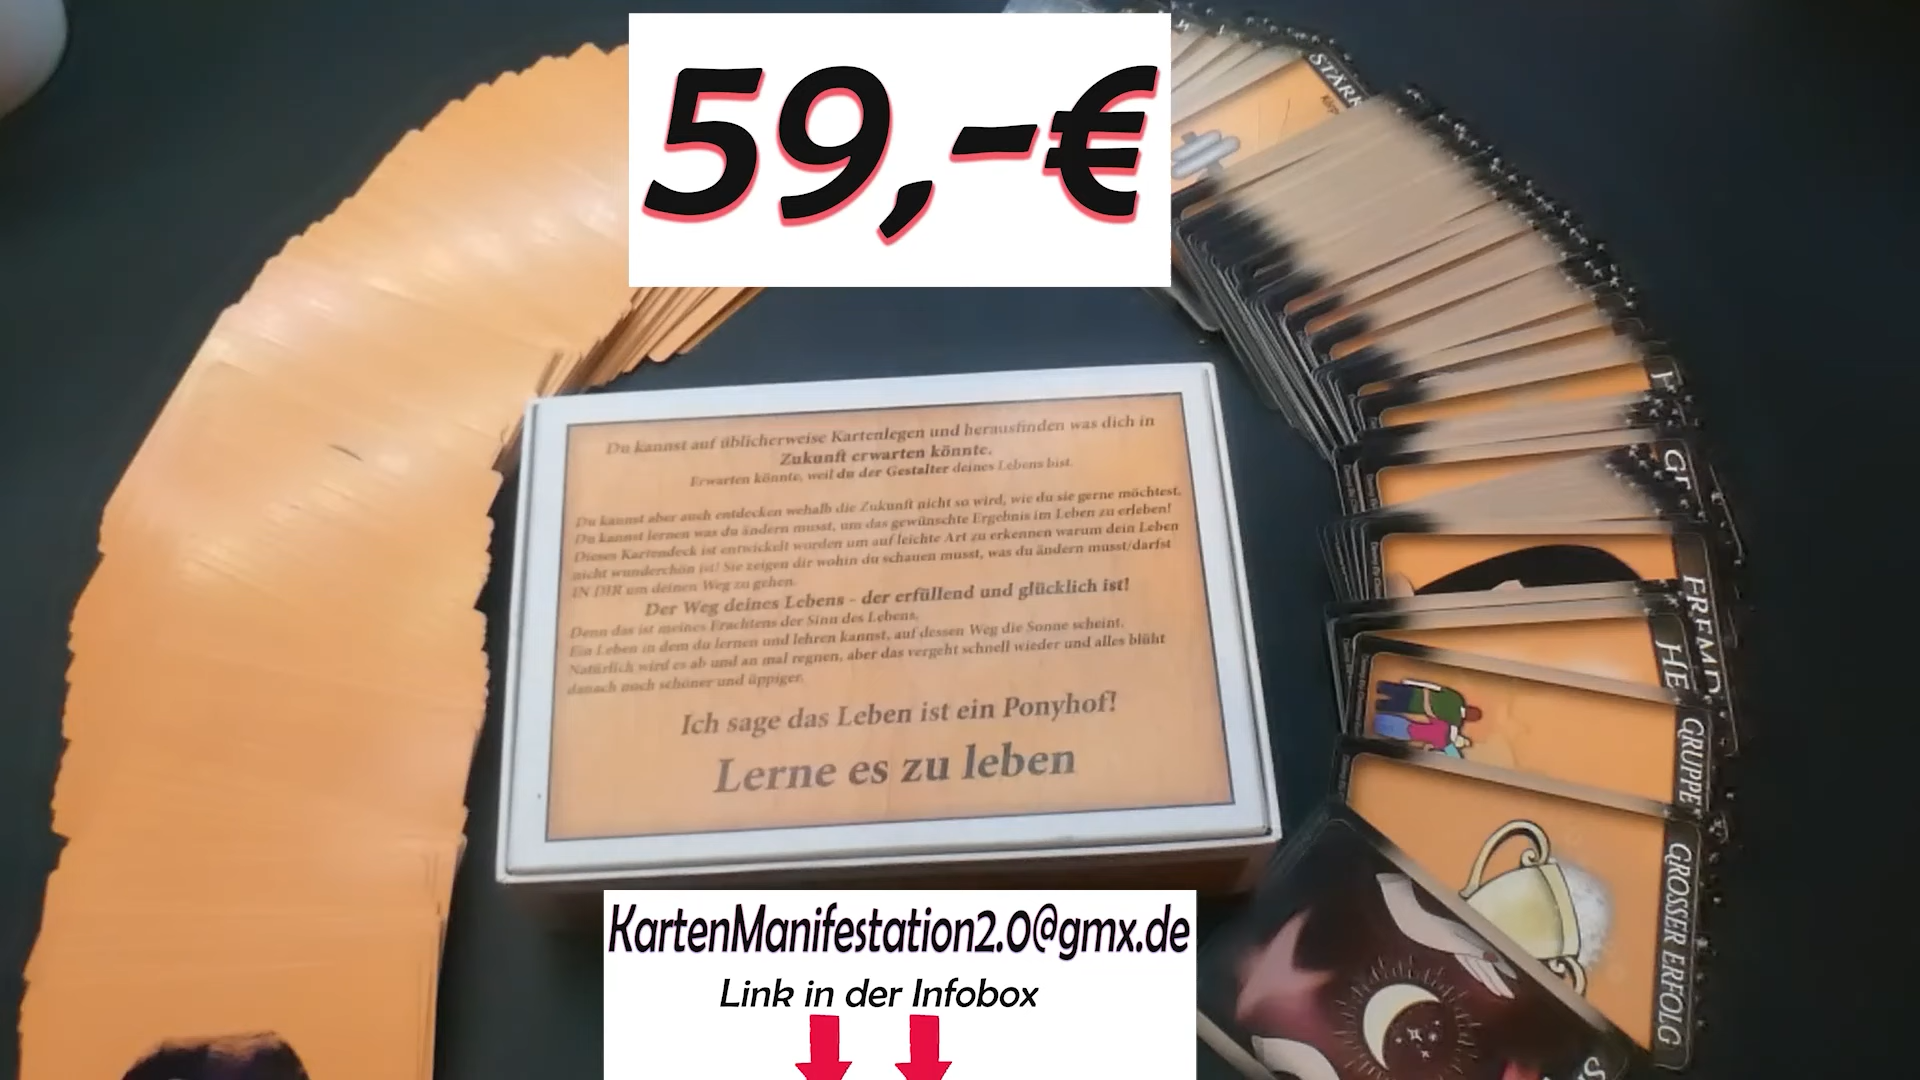 59,-€
STÄRK
Du kannst auf üblicherweise Kartenlegen und herausfinden was dich in
Zukunft erwarten könnte.
Erwarten könnte, weil du der Gestalter deines Lebens bist.
Du kannst aber auch entdecken wehalb die Zukunft nicht so wird, wie du sie gerne möchtest.
Du kannst lernen was du ändern musst, um das gewünschte Ergebnis im Leben zu erleben!
Dieses Kartendeck ist entwickelt worden um auf leichte Art zu erkennen warum dein Leben
nicht wunderschön ist! Sie zeigen dir wohin du schauen musst, was du ändern musst/darfst
IN DIR um deinen Weg zu gehen.
Der Weg deines Lebens - der erfüllend und glücklich ist!
Denn das ist meines Erachtens der Sinn des Lebens,
Ein Leben in dem du lernen und lehren kannst, auf dessen Weg die Sonne scheint.
Natürlich wird es ab und an mal regnen, aber das vergeht schnell wieder und alles blüht
danach noch schöner und üppiger.
Ich sage das Leben ist ein Ponyhof!
Lerne es zu leben
FREMD
HE
GRUPPE
GROSSER ERFOLG
KartenManifestation2.0@gmx.de
Link in der Infobox